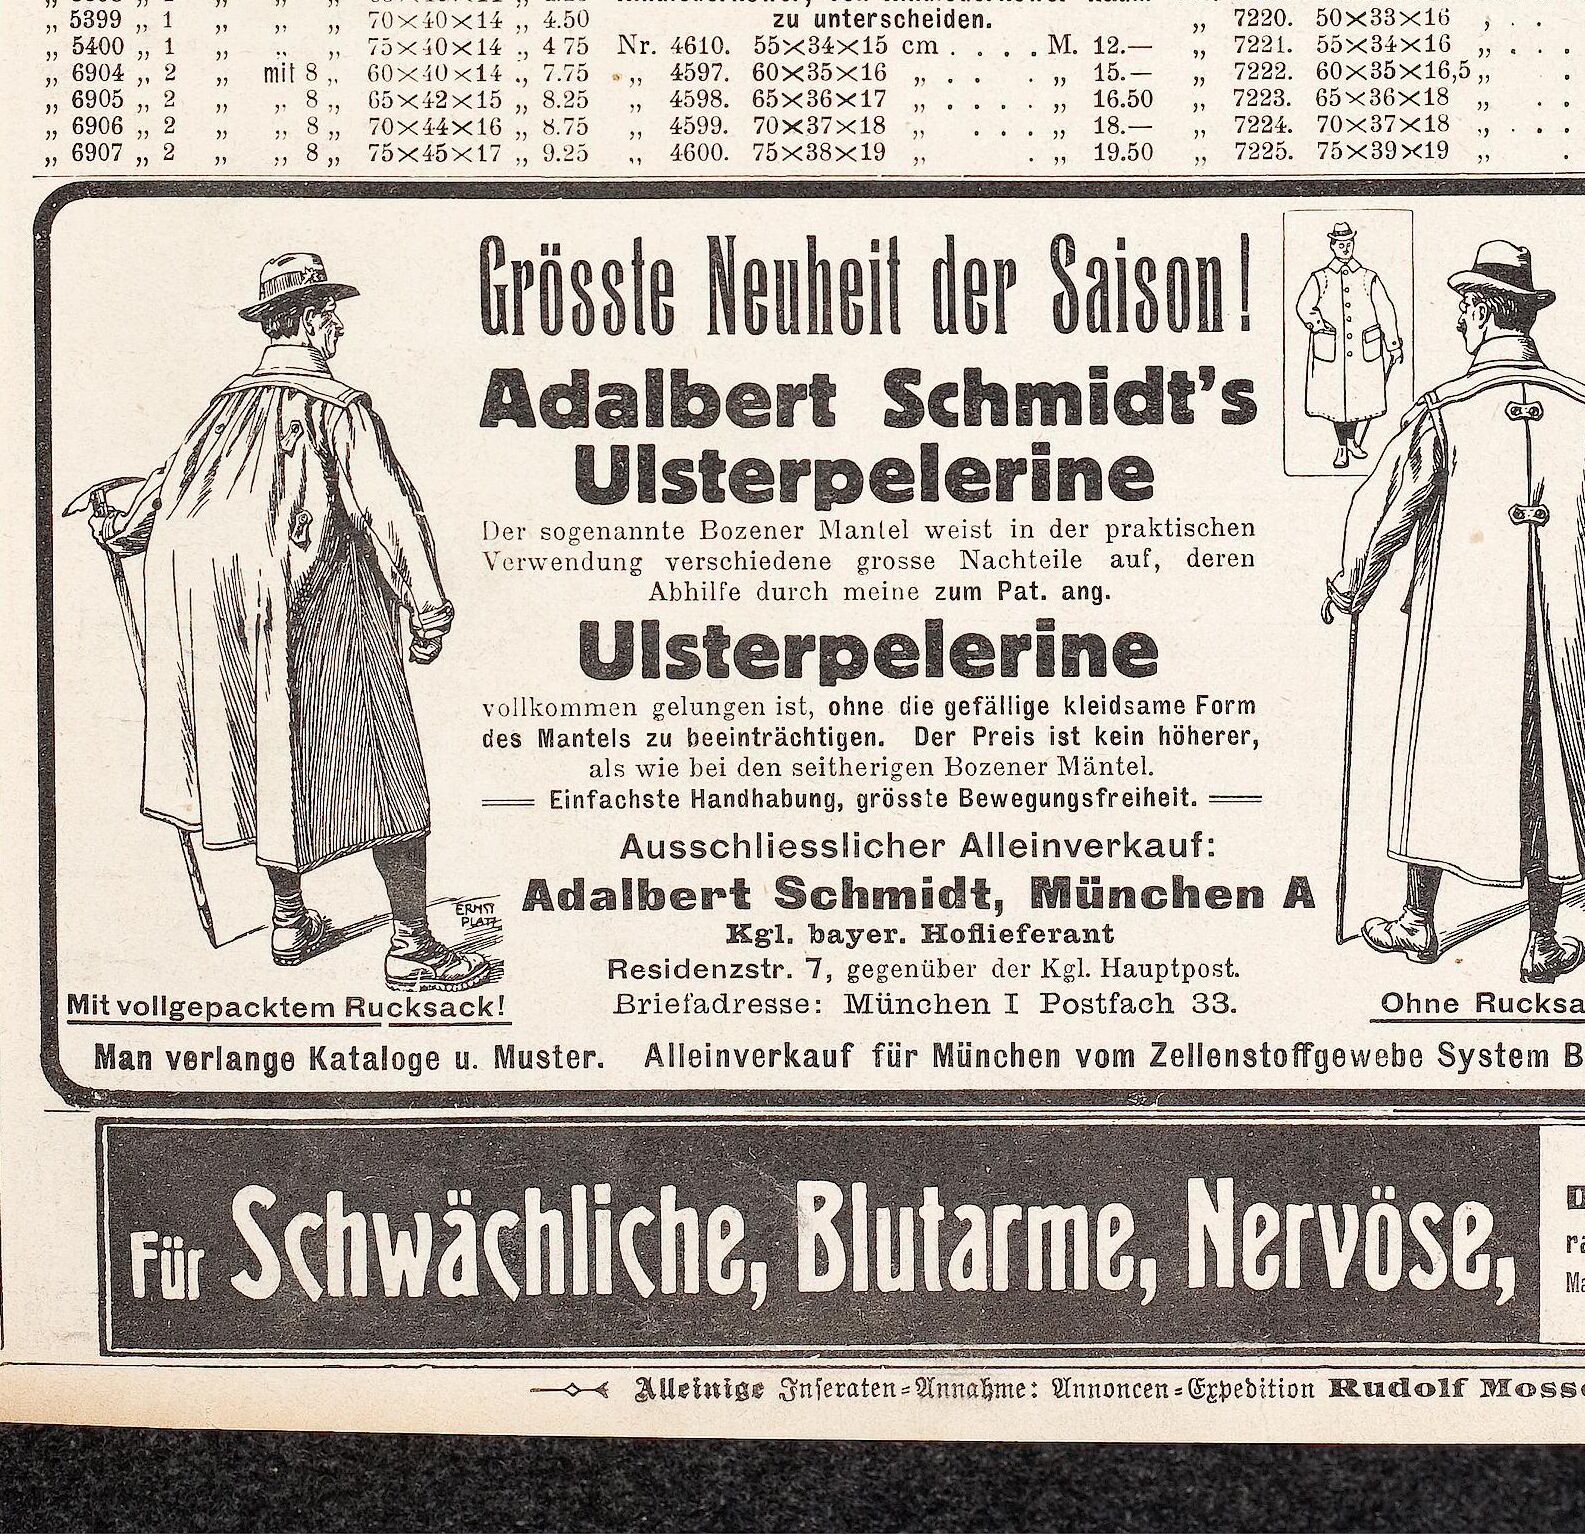 „ 5399 „ 1 „ „ „ 70×40×14 „ 4.50
„ 5400 „ 1 „ „ „ 75×40×14 „ 4 75
„ 6904 „ 2 „ mit 8 „ 60×40×14 „ 7.75
„ 6905 „ 2 „ „ 8 „ 65×42×15 „ 8.25
„ 6906 „ 2 „ „ 8 „ 70×44×16 „ 8.75
„ 6907 „ 2 „ „ 8 „ 75×45×17 „ 9.25
zu unterscheiden.
Nr. 4610. 55×34×15 cm . . . . M. 12.—
„ 4597. 60×35×16 „ . . . „ 15.—
„ 4598. 65×36×17 „ . . . . „ 16.50
„ 4599. 70×37×18 „ . . . „ 18.—
„ 4600. 75×38×19 „ . „ 19.50
„ 7220. 50×33×16 „ . .
„ 7221. 55×34×16 „ . . .
„ 7222. 60×35×16,5 „ .
„ 7223. 65×36×18 „ . .
„ 7224. 70×37×18 „ . . .
„ 7225. 75×39×19 „ .
Grösste Neuheit der Saison!
Adalbert Schmidt's
Ulsterpelerine
Der sogenannte Bozener Mantel weist in der praktischen
Verwendung verschiedene grosse Nachteile auf, deren
Abhilfe durch meine zum Pat. ang.
Ulsterpelerine
vollkommen gelungen ist, ohne die gefällige kleidsame Form
des Mantels zu beeinträchtigen. Der Preis ist kein höherer,
als wie bei den seitherigen Bozener Mäntel.
Einfachste Handhabung, grösste Bewegungsfreiheit.
Ausschliesslicher Alleinverkauf:
Adalbert Schmidt, München A
Kgl. bayer. Hoflieferant
Residenzstr. 7, gegenüber der Kgl. Hauptpost.
Briefadresse: München I Postfach 33.
ERNST
PLATZ
Mit vollgepacktem Rucksack!
Ohne Rucksa
Man verlange Kataloge u. Muster. Alleinverkauf für München vom Zellenstoffgewebe System B
Für Schwächliche, Blutarme, Nervöse,
Alleinige Inseraten-Annahme: Annoncen-Expedition Rudolf Mosse